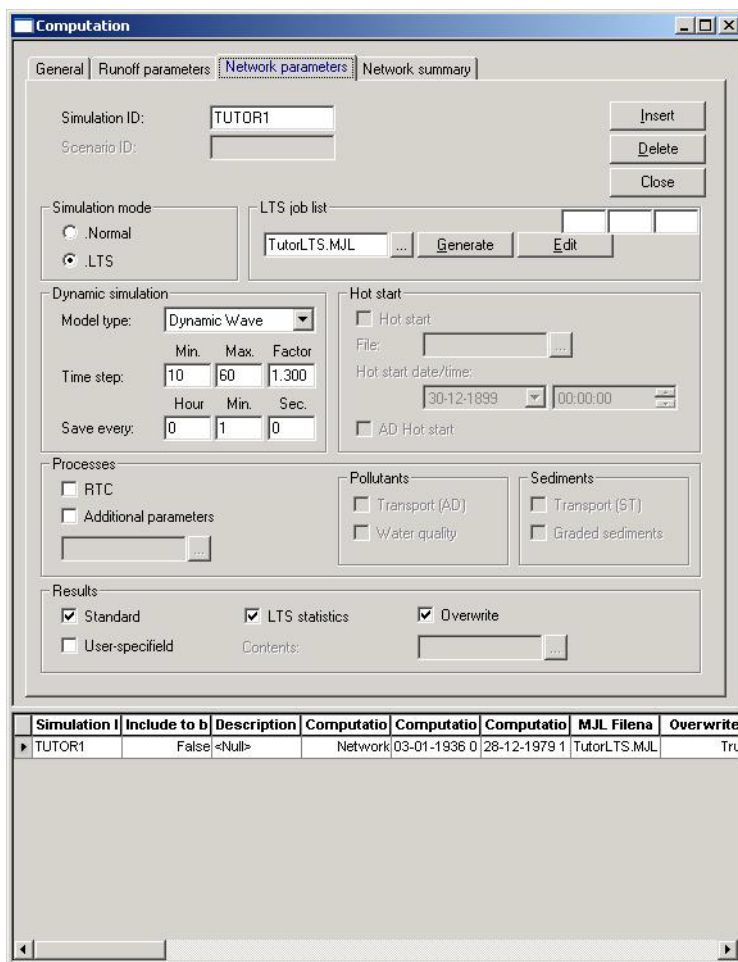 Computation
General Runoff parameters Network parameters Network summary
Simulation ID: TUTOR1 Insert
Scenario ID: Delete
Close
Simulation mode LTS job list
.Normal
.LTS TutorLTS.MJL ... Generate Edit
Dynamic simulation Hot start
Model type: Dynamic Wave Hot start
Min. Max. Factor File: ...
Time step: 10 60 1.300 Hot start date/time:
Hour Min. Sec. 30-12-1899 00:00:00
Save every: 0 1 0 AD Hot start
Processes Pollutants Sediments
RTC Transport (AD) Transport (ST)
Additional parameters Water quality Graded sediments
...
Results
Standard LTS statistics Overwrite
User-specifield Contents: ...
Simulation I Include to b Description Computatio Computatio Computatio MJL Filena Overwrite
TUTOR1 False <Null> Network 03-01-1936 0 28-12-1979 1 TutorLTS.MJL Tru